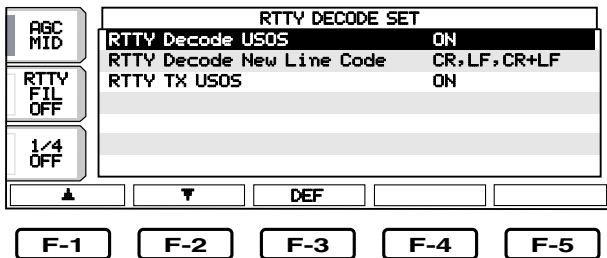 AGC
MID
RTTY
FIL
OFF
1/4
OFF
RTTY DECODE SET
RTTY Decode USOS ON
RTTY Decode New Line Code CR,LF,CR+LF
RTTY TX USOS ON
▲ ▼ DEF
F-1 F-2 F-3 F-4 F-5